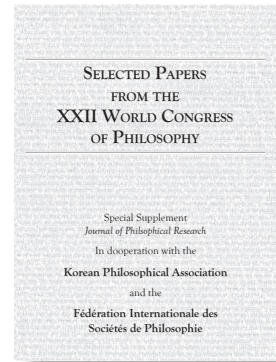 SELECTED PAPERS
FROM THE
XXII WORLD CONGRESS
OF PHILOSOPHY
Special Supplement
Journal of Philsophical Research
In dooperation with the
Korean Philosophical Association
and the
Fédération Internationale des
Sociétés de Philosophie